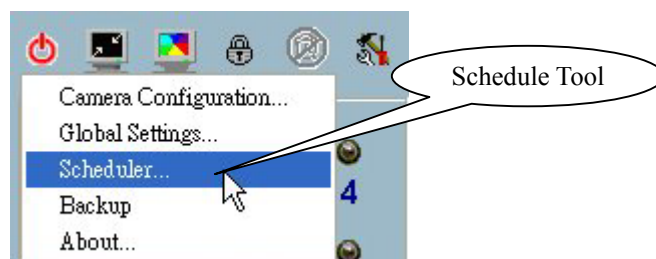 Schedule Tool
Camera Configuration...
Global Settings...
Scheduler...
4
Backup
About...